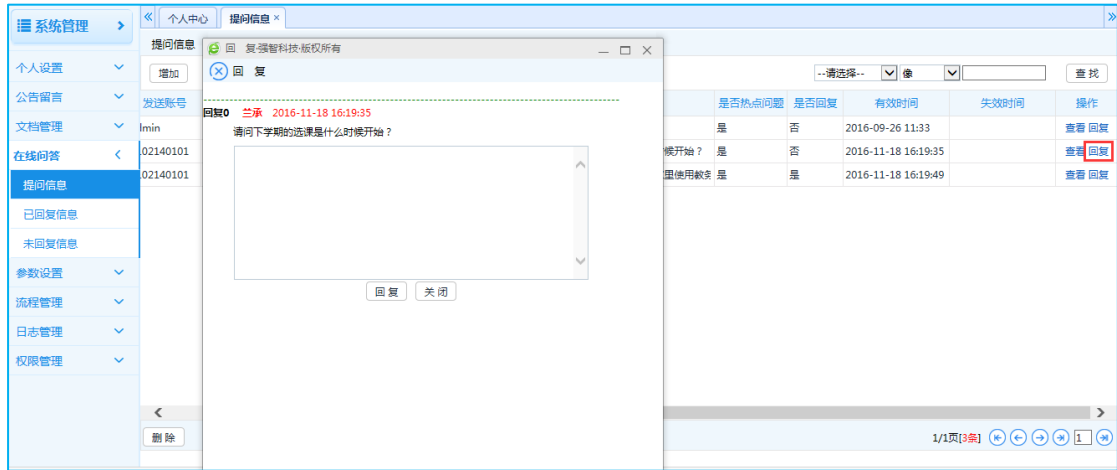 系统管理
个人中心 提问信息 ×
提问信息
回 复-强智科技·版权所有
回 复
个人设置
公告留言
文档管理
在线问答
提问信息
已回复信息
未回复信息
参数设置
流程管理
日志管理
权限管理
增加
--请选择-- 像 查 找
发送账号 是否热点问题 是否回复 有效时间 失效时间 操作
lmin 是 否 2016-09-26 11:33 查看 回复
02140101 候开始？ 是 否 2016-11-18 16:19:35 查看 回复
02140101 里使用教务 是 是 2016-11-18 16:19:49 查看 回复
回复0 兰承 2016-11-18 16:19:35
请问下学期的选课是什么时候开始？
回 复 关 闭
删 除 1/1页[3条] 1